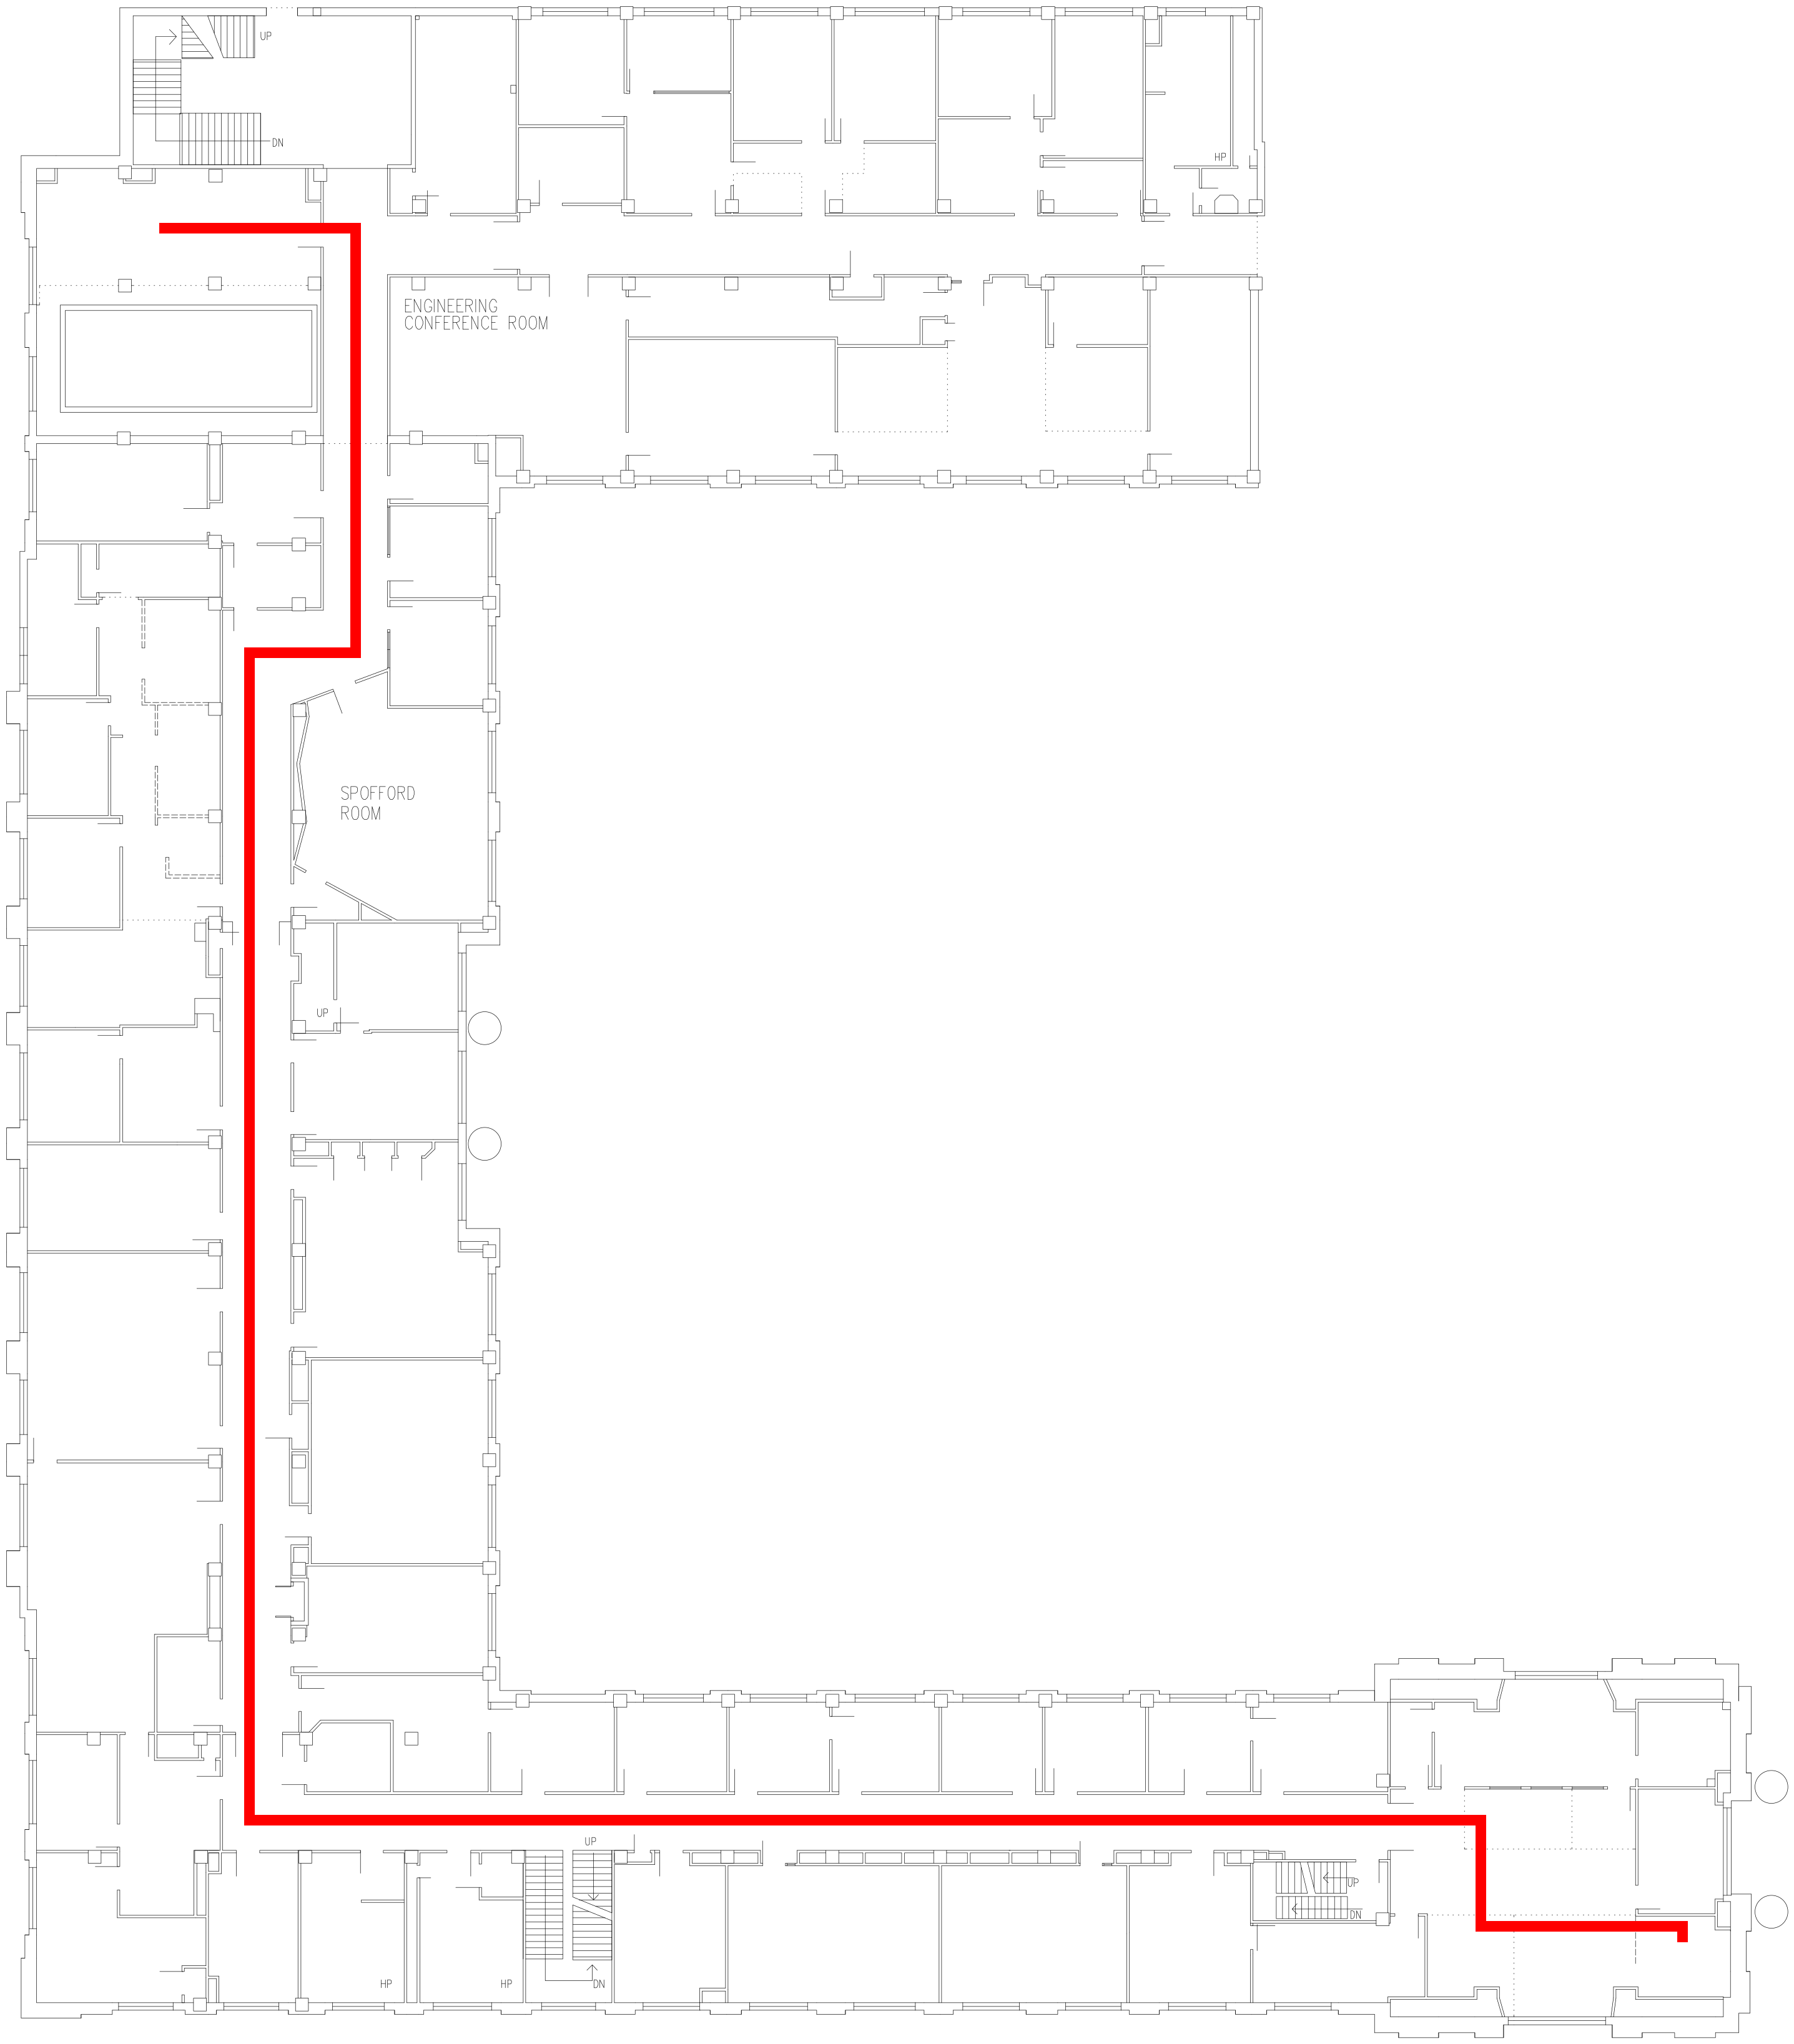 UP
DN
HP
ENGINEERING
CONFERENCE ROOM
SPOFFORD
ROOM
UP
UP
UP
DN
HP
HP
DN